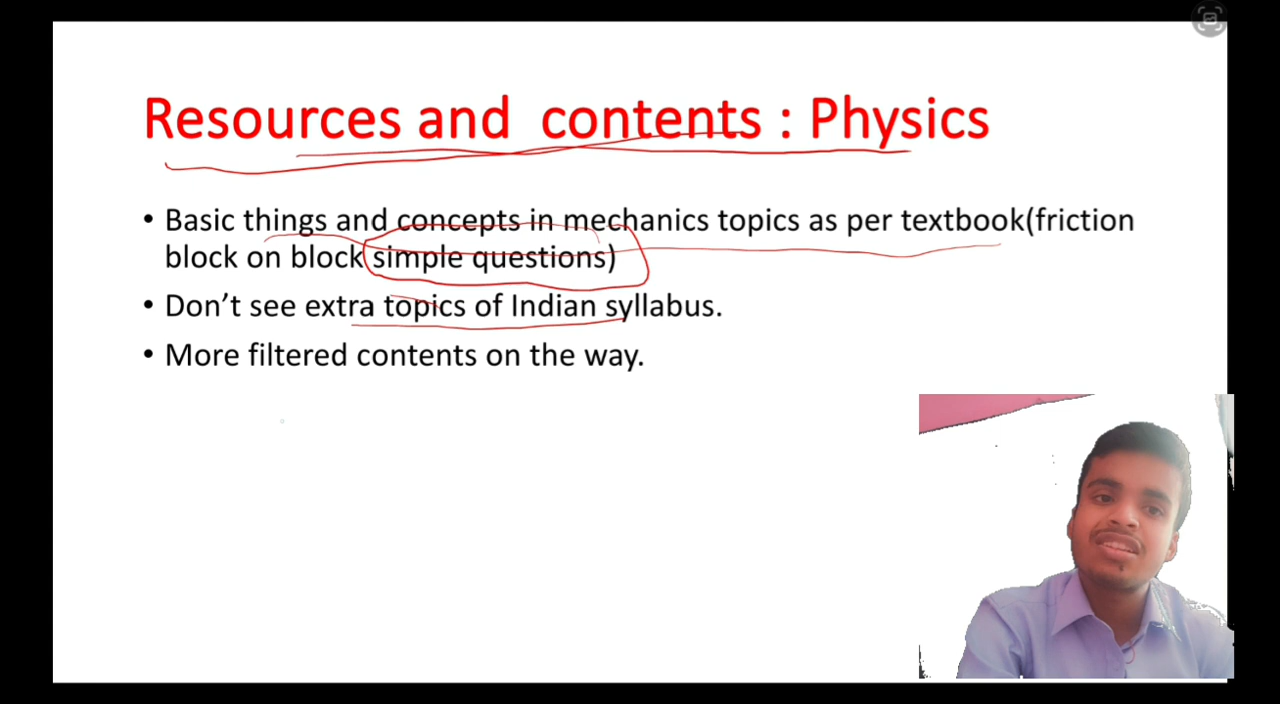 Resources and contents : Physics
• Basic things and concepts in mechanics topics as per textbook(friction
block on block simple questions)
• Don’t see extra topics of Indian syllabus.
• More filtered contents on the way.